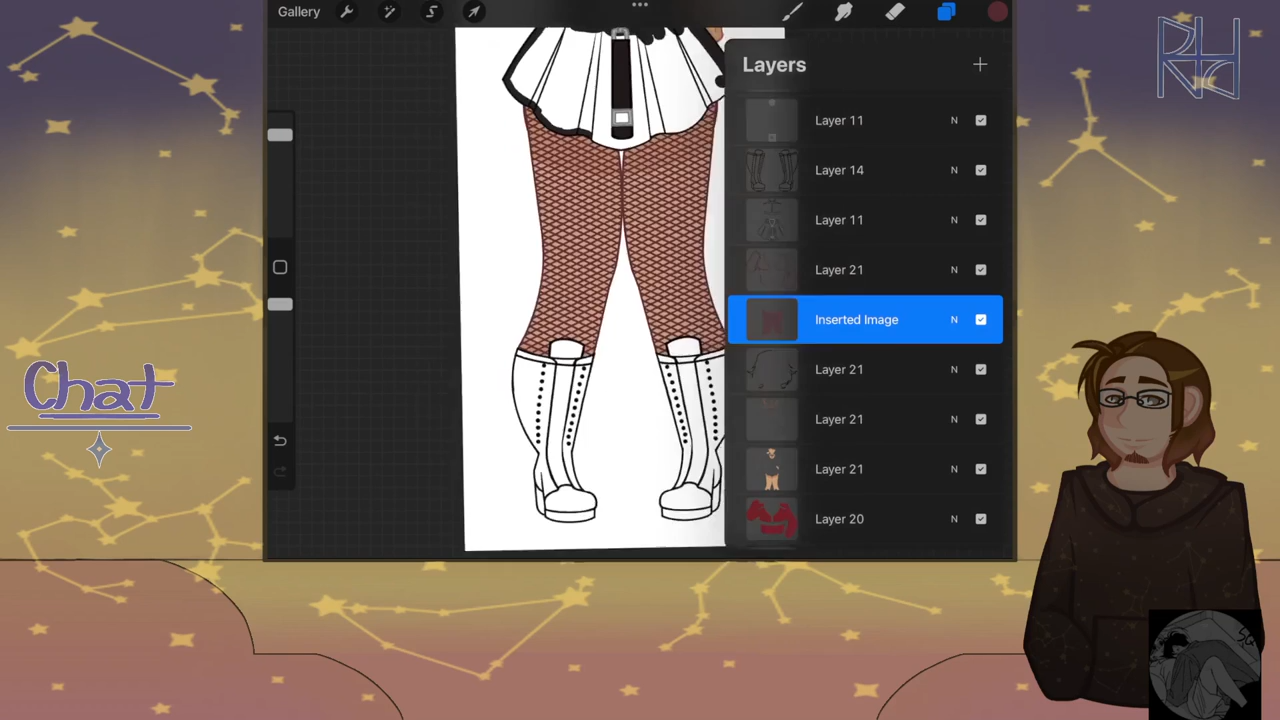 Gallery
Layers
Layer 11 N
Layer 14 N
Layer 11 N
Layer 21 N
Inserted Image N
Layer 21 N
Layer 21 N
Layer 21 N
Layer 20 N
Chat